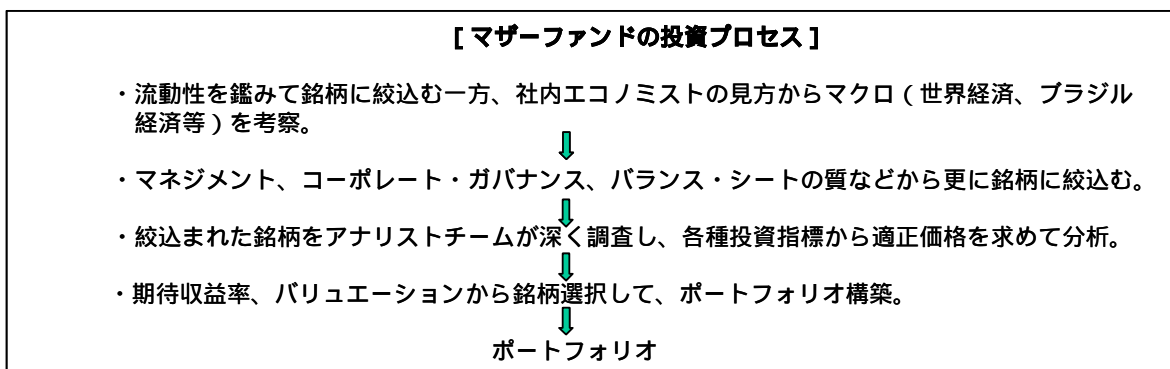 [ マザーファンドの投資プロセス ]
・流動性を鑑みて銘柄に絞込む一方、社内エコノミストの見方からマクロ（世界経済、ブラジル
経済等）を考察。
・マネジメント、コーポレート・ガバナンス、バランス・シートの質などから更に銘柄に絞込む。
・絞込まれた銘柄をアナリストチームが深く調査し、各種投資指標から適正価格を求めて分析。
・期待収益率、バリュエーションから銘柄選択して、ポートフォリオ構築。
ポートフォリオ